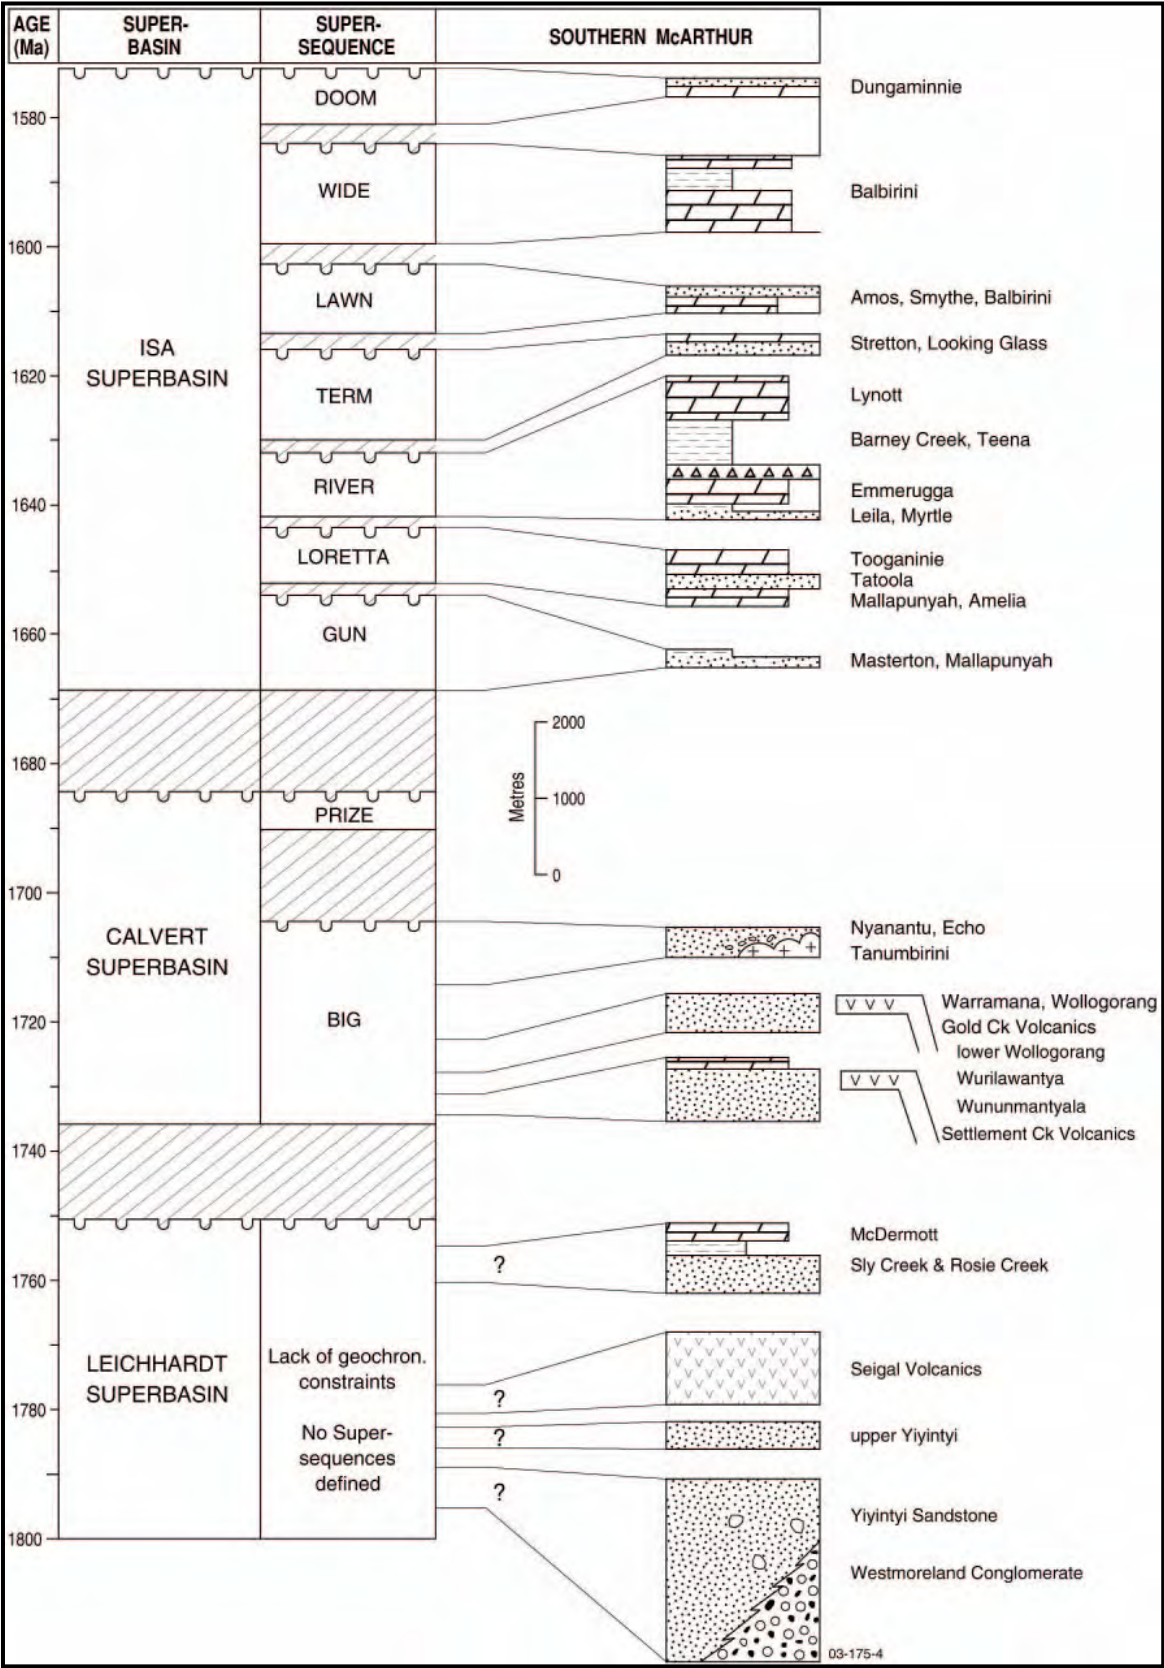 AGE
(Ma)
SUPER-
BASIN
SUPER-
SEQUENCE
SOUTHERN McARTHUR
DOOM
Dungaminnie
1580
WIDE
Balbirini
1600
LAWN
Amos, Smythe, Balbirini
ISA
SUPERBASIN
Stretton, Looking Glass
1620
TERM
Lynott
Barney Creek, Teena
RIVER
Emmerugga
1640
Leila, Myrtle
LORETTA
Tooganinie
Tatoola
Mallapunyah, Amelia
1660
GUN
Masterton, Mallapunyah
2000
1680
Metres
1000
PRIZE
0
1700
CALVERT
SUPERBASIN
Nyanantu, Echo
Tanumbirini
BIG
1720
V V V
Warramana, Wollogorang
Gold Ck Volcanics
lower Wollogorang
V V V
Wurilawantya
Wununmantyala
Settlement Ck Volcanics
1740
McDermott
?
Sly Creek & Rosie Creek
1760
LEICHHARDT
SUPERBASIN
Lack of geochron.
constraints
Seigal Volcanics
?
1780
No Super-
sequences
defined
?
upper Yiyintyi
?
Yiyintyi Sandstone
1800
Westmoreland Conglomerate
03-175-4